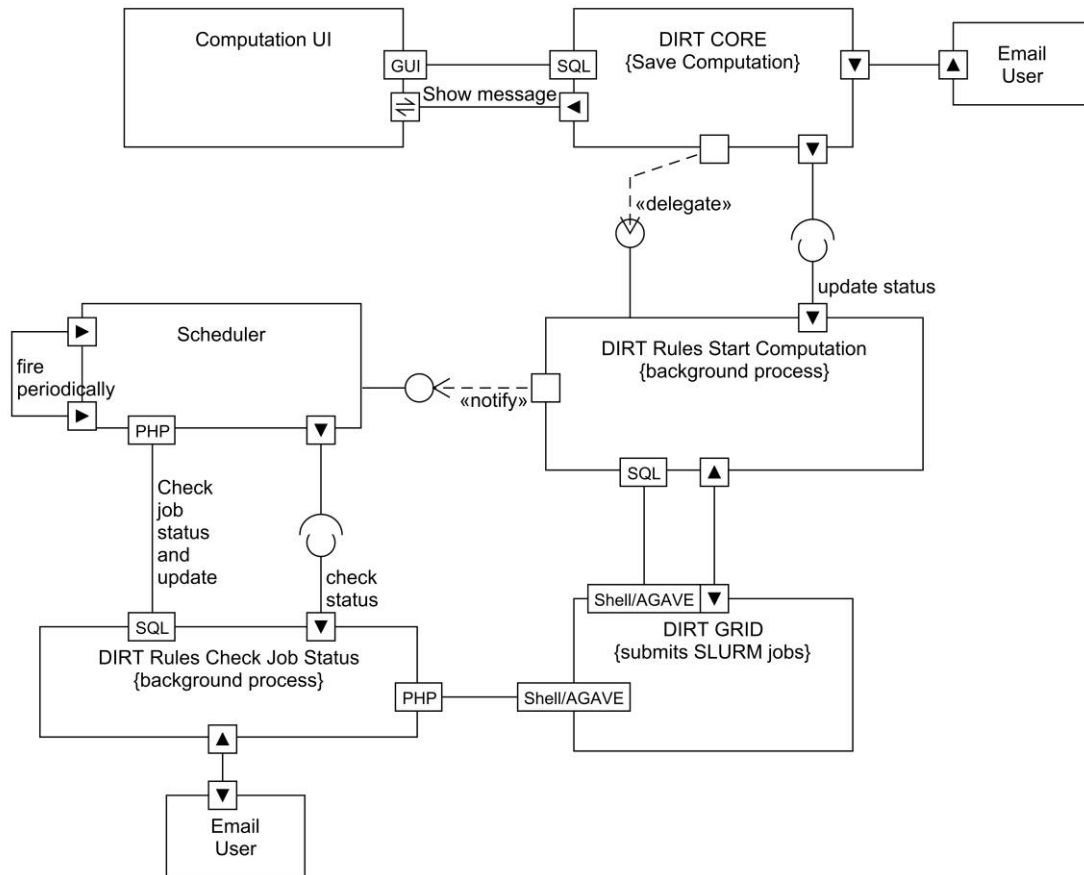 Computation UI
DIRT CORE
{Save Computation}
Email
User
GUI
SQL
Show message
«delegate»
update status
Scheduler
fire
periodically
DIRT Rules Start Computation
{background process}
«notify»
PHP
SQL
Check
job
status
and
update
check
status
Shell/AGAVE
SQL
DIRT GRID
{submits SLURM jobs}
DIRT Rules Check Job Status
{background process}
PHP
Shell/AGAVE
Email
User